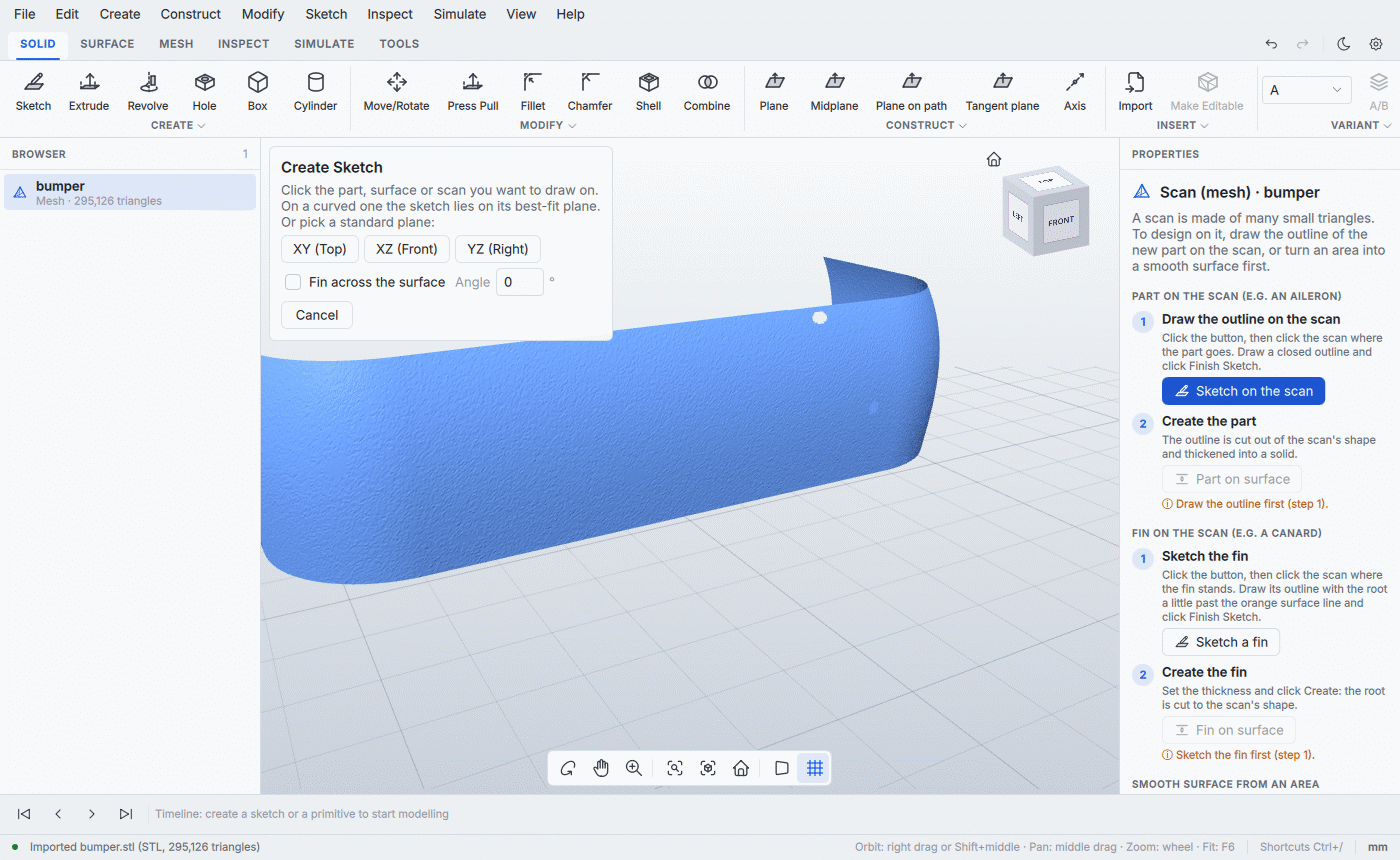 File Edit Create Construct Modify Sketch Inspect Simulate View Help
SOLID SURFACE MESH INSPECT SIMULATE TOOLS
Sketch Extrude Revolve Hole Box Cylinder Move/Rotate Press Pull Fillet Chamfer Shell Combine Plane Midplane Plane on path Tangent plane Axis Import Make Editable A A/B
CREATE MODIFY CONSTRUCT INSERT VARIANT
BROWSER 1
bumper
Mesh · 295,126 triangles
Create Sketch
Click the part, surface or scan you want to draw on.
On a curved one the sketch lies on its best-fit plane.
Or pick a standard plane:
XY (Top) XZ (Front) YZ (Right)
Fin across the surface Angle 0 °
Cancel
TOP
LEFT FRONT
PROPERTIES
Scan (mesh) · bumper
A scan is made of many small triangles.
To design on it, draw the outline of the
new part on the scan, or turn an area into
a smooth surface first.
PART ON THE SCAN (E.G. AN AILERON)
1 Draw the outline on the scan
Click the button, then click the scan where
the part goes. Draw a closed outline and
click Finish Sketch.
Sketch on the scan
2 Create the part
The outline is cut out of the scan's shape
and thickened into a solid.
Part on surface
Draw the outline first (step 1).
FIN ON THE SCAN (E.G. A CANARD)
1 Sketch the fin
Click the button, then click the scan where
the fin stands. Draw its outline with the root
a little past the orange surface line and
click Finish Sketch.
Sketch a fin
2 Create the fin
Set the thickness and click Create: the root
is cut to the scan's shape.
Fin on surface
Sketch the fin first (step 1).
SMOOTH SURFACE FROM AN AREA
Timeline: create a sketch or a primitive to start modelling
Imported bumper.stl (STL, 295,126 triangles) Orbit: right drag or Shift+middle · Pan: middle drag · Zoom: wheel · Fit: F6 Shortcuts Ctrl+/ mm